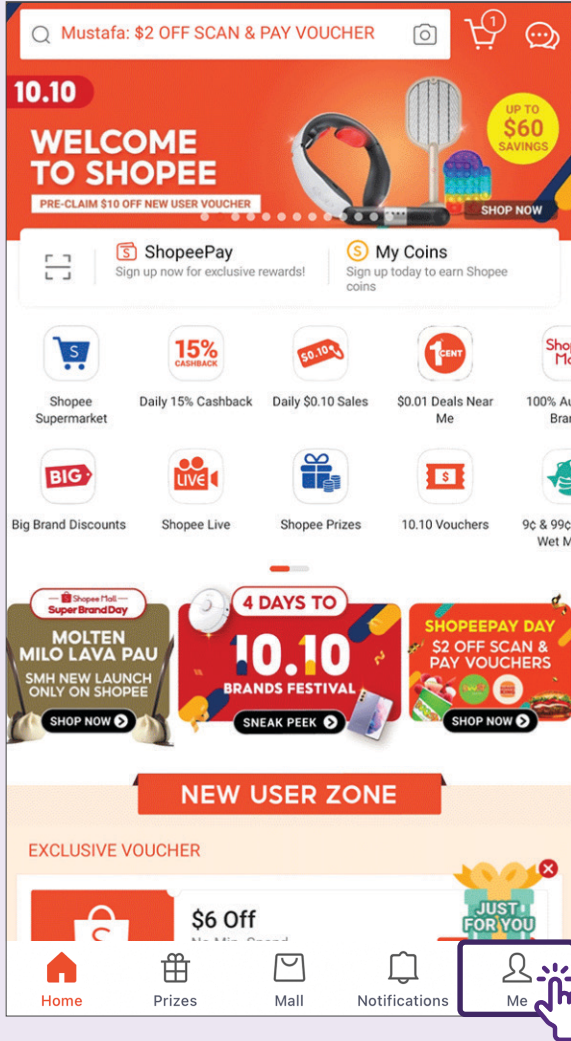 Mustafa: $2 OFF SCAN & PAY VOUCHER
1
10.10
WELCOME
TO SHOPEE
PRE-CLAIM $10 OFF NEW USER VOUCHER
UP TO
$60
SAVINGS
SHOP NOW
ShopeePay
Sign up now for exclusive rewards!
My Coins
Sign up today to earn Shopee
coins
15%
CASHBACK
$0.10
1 CENT
Shopee
Supermarket
Daily 15% Cashback
Daily $0.10 Sales
$0.01 Deals Near
Me
100%
BIG
LIVE
$
Big Brand Discounts
Shopee Live
Shopee Prizes
10.10 Vouchers
9¢ & 99¢
Wet
Shopee Mall
Super Brand Day
MOLTEN
MILO LAVA PAU
SMH NEW LAUNCH
ONLY ON SHOPEE
SHOP NOW
4 DAYS TO
10.10
BRANDS FESTIVAL
SNEAK PEEK
SHOPEEPAY DAY
$2 OFF SCAN &
PAY VOUCHERS
SHOP NOW
NEW USER ZONE
EXCLUSIVE VOUCHER
$6 Off
No Min. Spend
JUST
FOR YOU
Home
Prizes
Mall
Notifications
Me